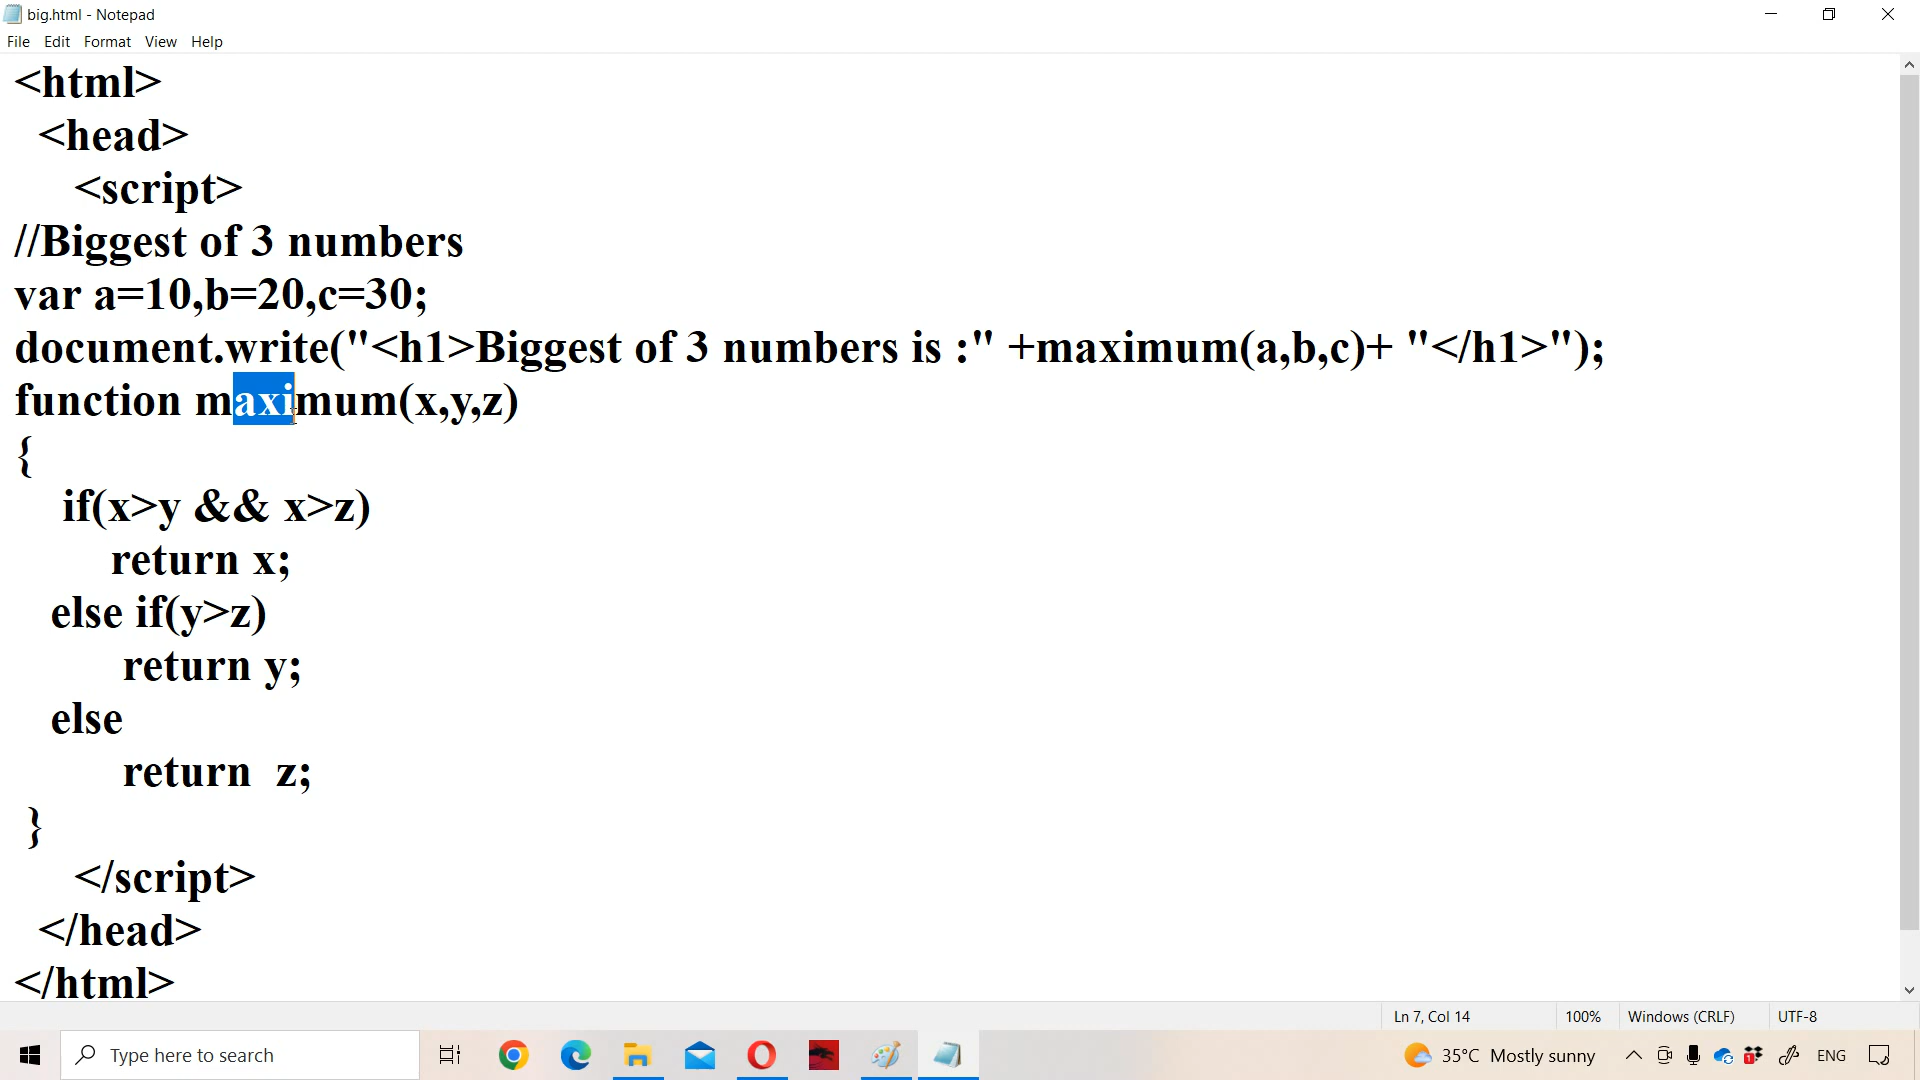 big.html - Notepad
File Edit Format View Help
<html>
<head>
<script>
//Biggest of 3 numbers
var a=10,b=20,c=30;
document.write("<h1>Biggest of 3 numbers is :" +maximum(a,b,c)+ "</h1>");
function maximum(x,y,z)
{
if(x>y && x>z)
return x;
else if(y>z)
return y;
else
return  z;
}
</script>
</head>
</html>
Ln 7, Col 14 100% Windows (CRLF) UTF-8
Type here to search 35°C Mostly sunny 1 ENG